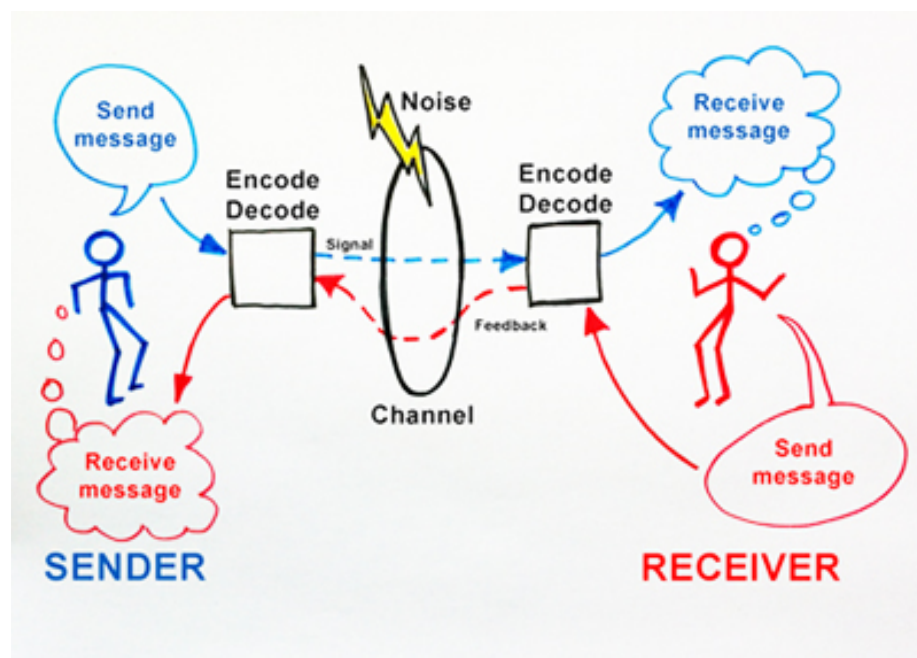 Send
message
Noise
Receive
message
Encode
Decode
Encode
Decode
Signal
Feedback
Channel
Receive
message
Send
message
SENDER
RECEIVER